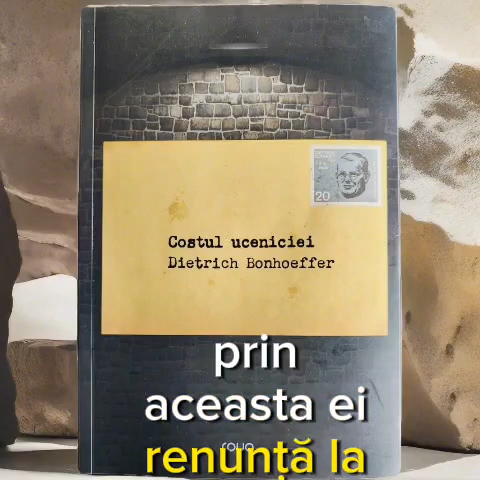 20
Costul uceniciei
Dietrich Bonhoeffer
prin
aceasta ei
renunță la